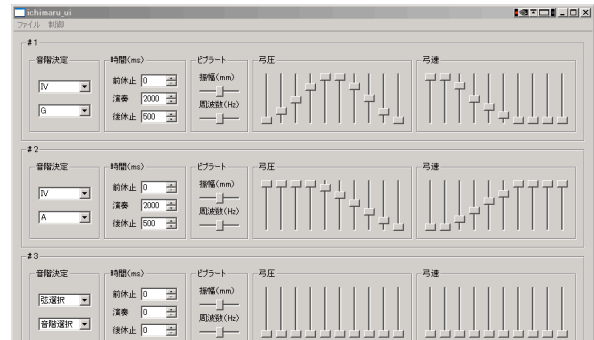 ichimaru_ui
ファイル 制御
#1
音階決定 時間(ms) ビブラート 弓圧 弓速
IV 前休止 0 振幅(mm)
演奏 2000 周波数(Hz)
G 後休止 500
#2
音階決定 時間(ms) ビブラート 弓圧 弓速
IV 前休止 0 振幅(mm)
演奏 2000 周波数(Hz)
A 後休止 500
#3
音階決定 時間(ms) ビブラート 弓圧 弓速
弦選択 前休止 0 振幅(mm)
演奏 0 周波数(Hz)
音階選択 後休止 0